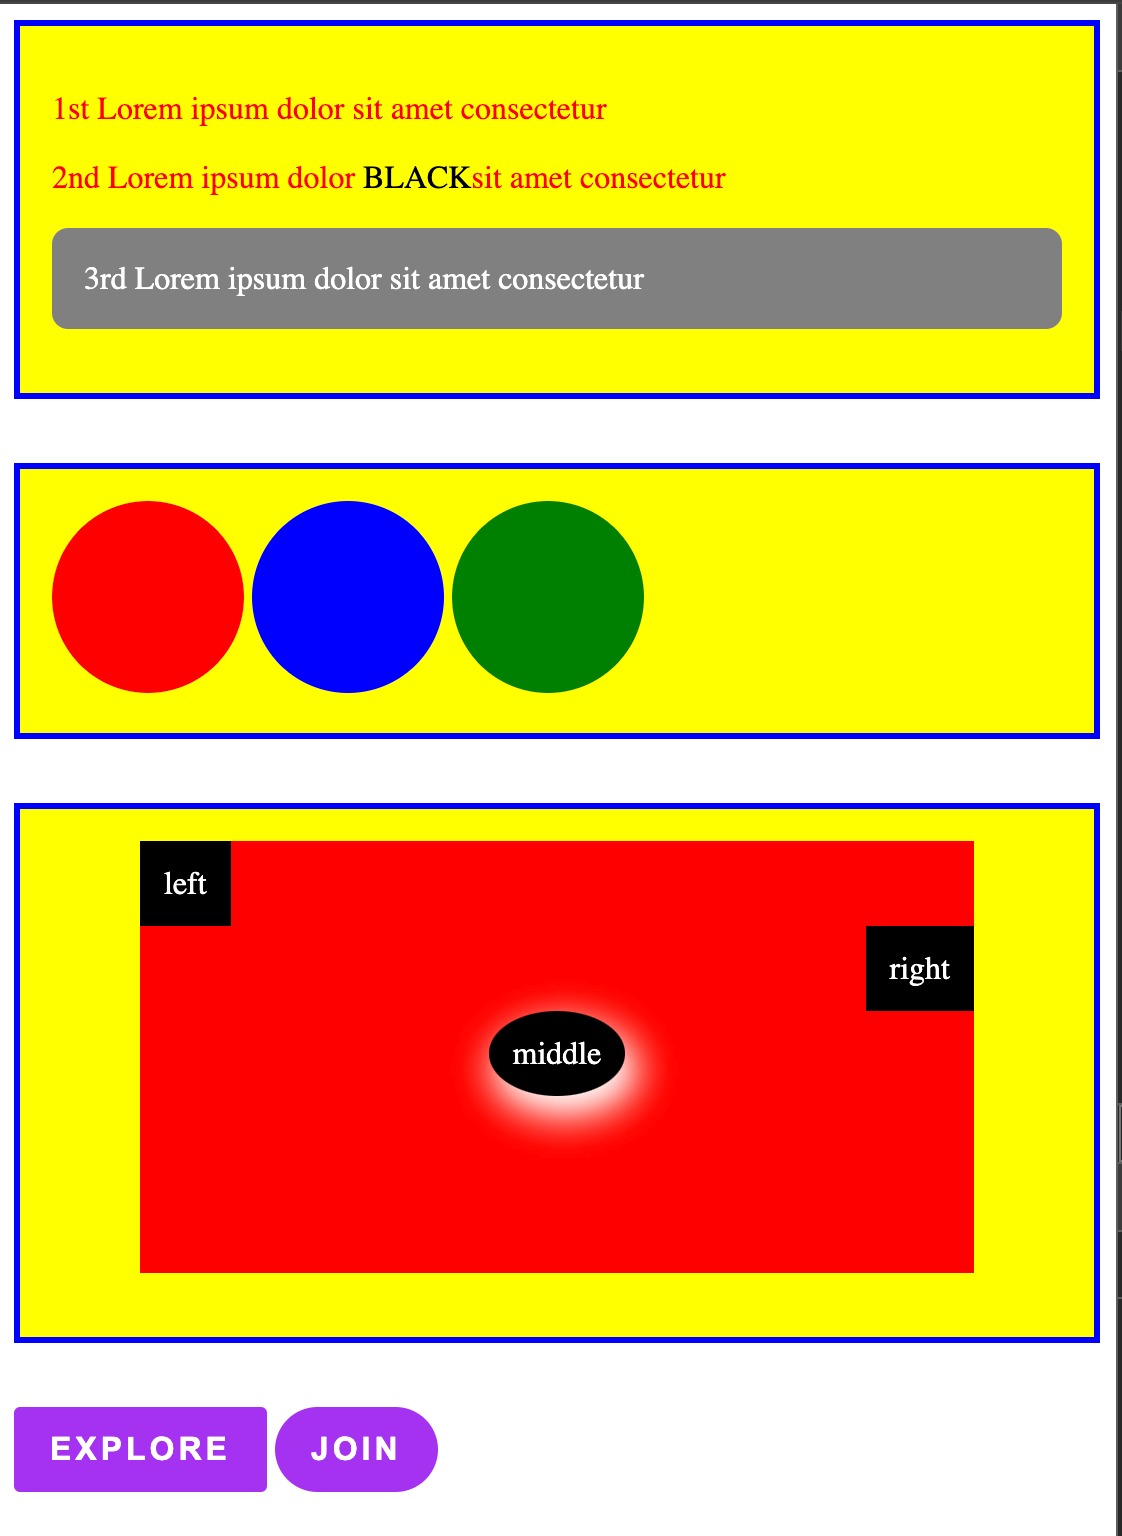 1st Lorem ipsum dolor sit amet consectetur
2nd Lorem ipsum dolor BLACKsit amet consectetur
3rd Lorem ipsum dolor sit amet consectetur
left
right
middle
EXPLORE JOIN